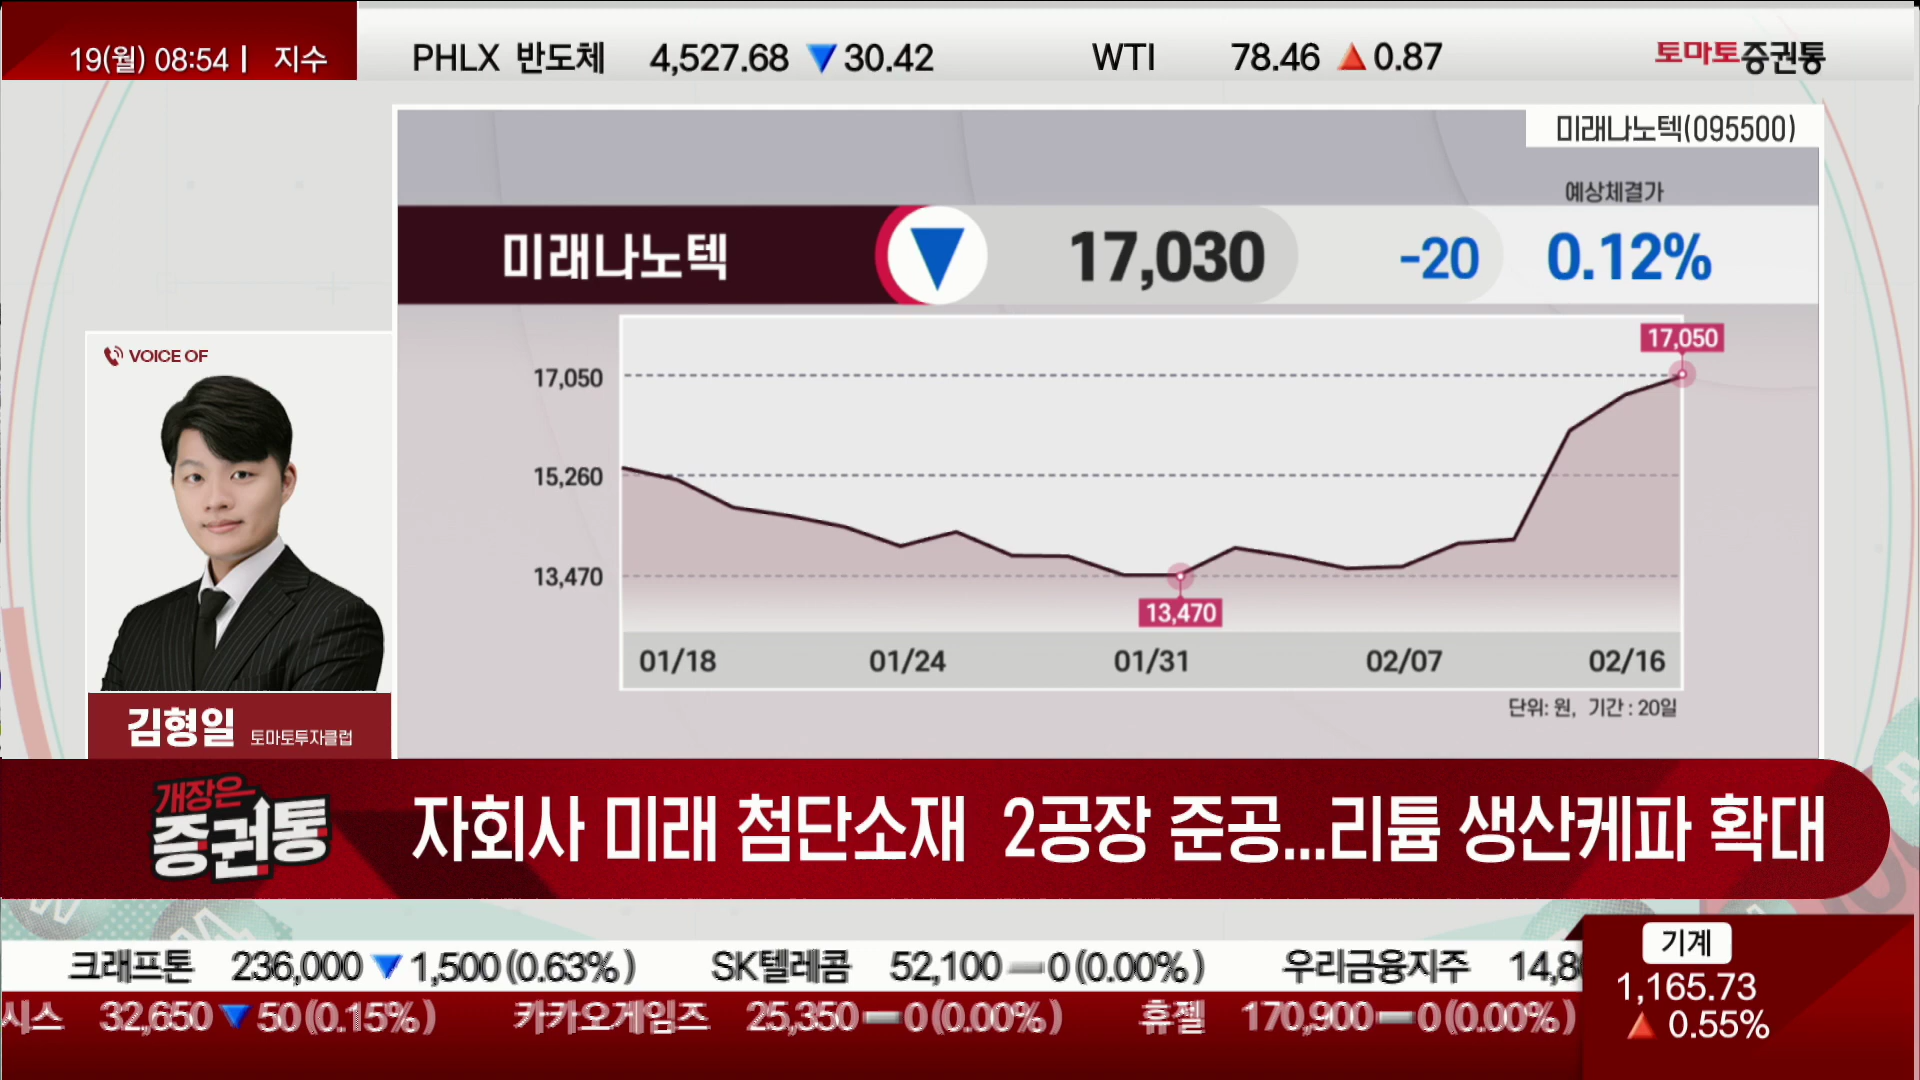 19(월) 08:54 | 지수
PHLX 반도체 4,527.68 ▼ 30.42 WTI 78.46 ▲ 0.87
토마토증권통
미래나노텍(095500)
예상체결가
미래나노텍 ▼ 17,030 -20 0.12%
VOICE OF
17,050
17,050
15,260
13,470
13,470
01/18 01/24 01/31 02/07 02/16
단위: 원, 기간 : 20일
김형일 토마토투자클럽
개장은
증권통
자회사 미래 첨단소재 2공장 준공...리튬 생산케파 확대
크래프톤 236,000 ▼ 1,500 (0.63%) SK텔레콤 52,100 0 (0.00%) 우리금융지주
시스 32,650 ▼ 50 (0.15%) 카카오게임즈 25,350 0 (0.00%) 휴젤 170,900 0 (0.00%)
기계
1,165.73
▲ 0.55%